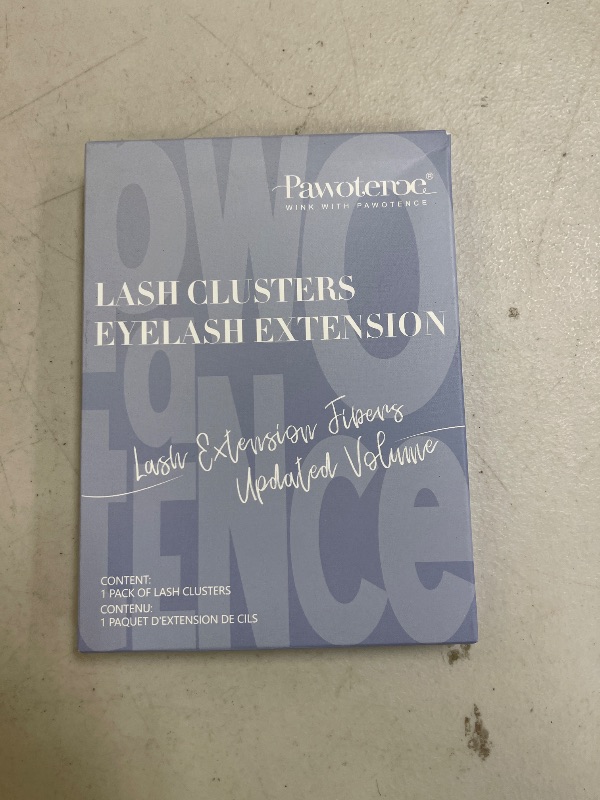 Pawotence®
WINK WITH PAWOTENCE
LASH CLUSTERS
EYELASH EXTENSION
Lash Extension Fibers
Updated Volume
CONTENT:
1 PACK OF LASH CLUSTERS
CONTENU:
1 PAQUET D'EXTENSION DE CILS